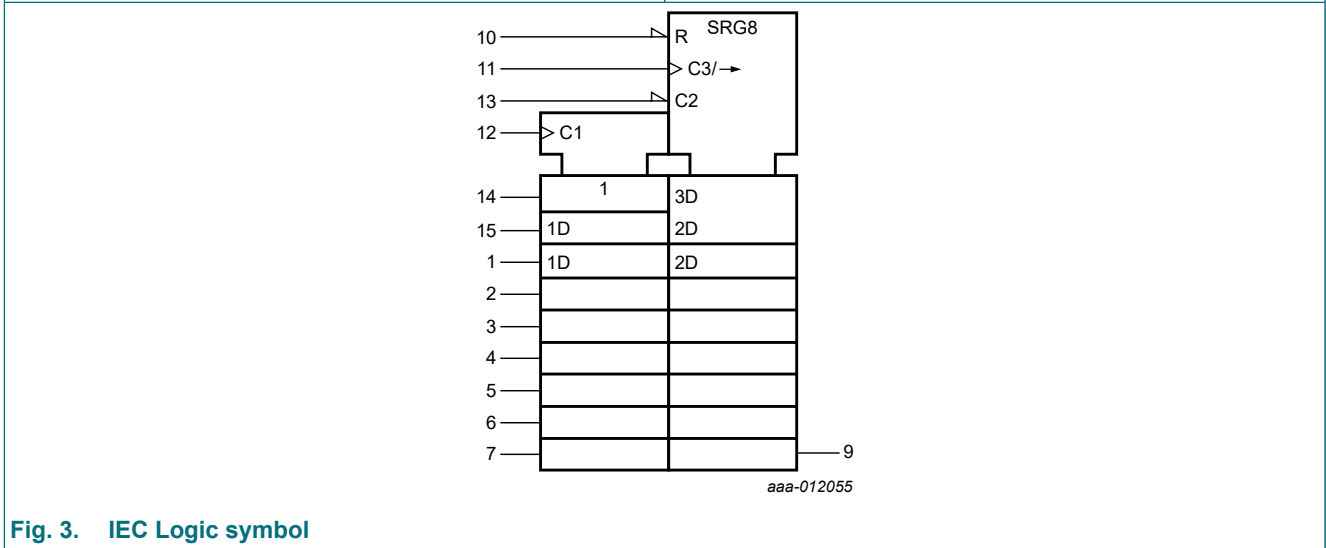 10 R SRG8
11 C3/→
13 C2
12 C1
14 1 3D
15 1D 2D
1 1D 2D
2
3
4
5
6
7 9
aaa-012055
Fig. 3. IEC Logic symbol